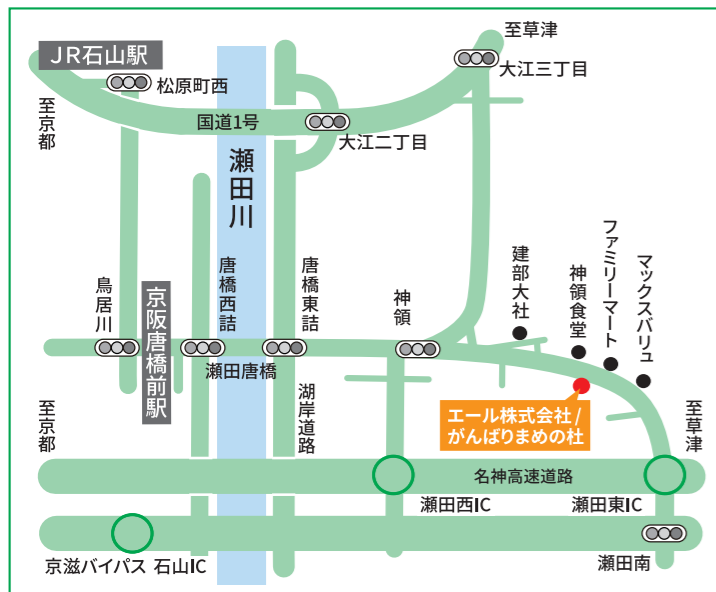 JR石山駅
松原町西
至京都
国道1号
大江二丁目
至草津
大江三丁目
瀬田川
鳥居川
京阪唐橋前駅
唐橋西詰
唐橋東詰
瀬田唐橋
神領
建部大社
神領食堂
ファミリーマート
マックスバリュ
湖岸道路
エール株式会社/
がんばりまめの杜
至京都
至草津
名神高速道路
瀬田西IC
瀬田東IC
京滋バイパス 石山IC
瀬田南